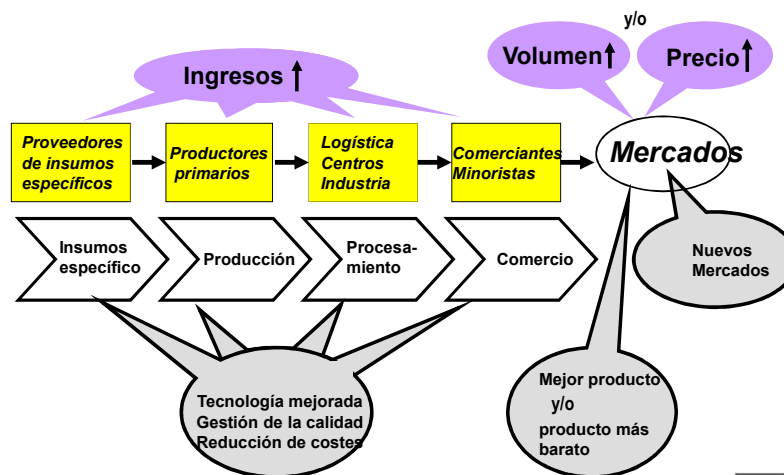 y/o
Volumen
Precio
Ingresos
Proveedores
de insumos
específicos
Productores
primarios
Logística
Centros
Industria
Comerciantes
Minoristas
Mercados
Insumos
específico
Producción
Procesa-
miento
Comercio
Nuevos
Mercados
Tecnología mejorada
Gestión de la calidad
Reducción de costes
Mejor producto
y/o
producto más
barato